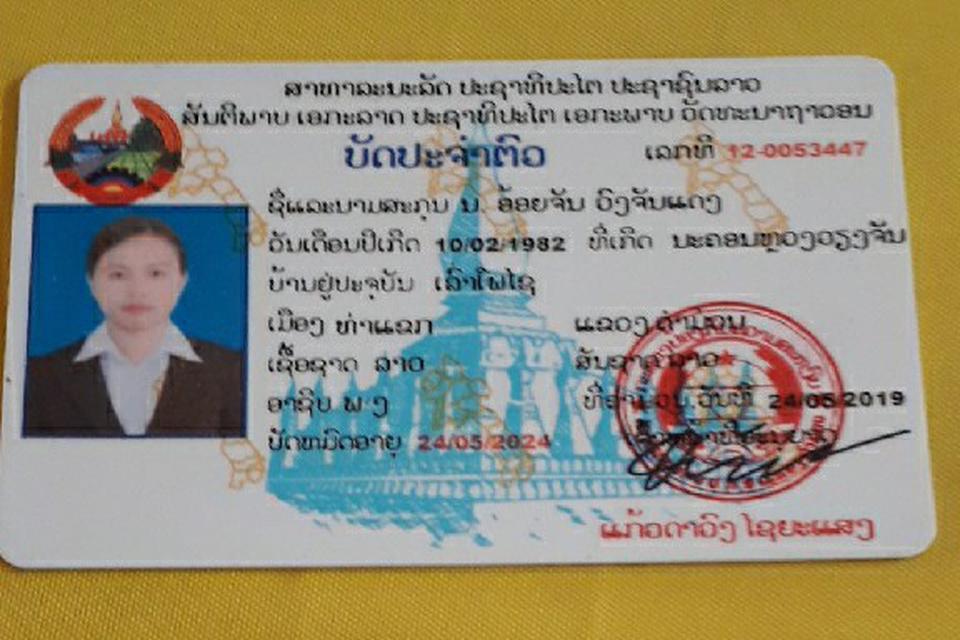 ສາທາລະນະລັດ ປະຊາທິປະໄຕ ປະຊາຊົນລາວ
ສັນຕິພາບ ເອກະລາດ ປະຊາທິປະໄຕ ເອກະພາບ ວັດທະນາຖາວອນ
ບັດປະຈຳຕົວ
ເລກທີ 12-0053447
ຊື່ແລະນາມສະກຸນ ນ. ອ້ອຍຈັນ ວົງຈັນແດງ
ວັນເດືອນປີເກີດ 10/02/1982 ທີ່ເກີດ ນະຄອນຫຼວງວຽງຈັນ
ບ້ານຢູ່ປະຈຸບັນ ເລົ່າໂພໄຊ
ເມືອງ ທ່າແຂກ ແຂວງ ຄຳມ່ວນ
ເຊື້ອຊາດ ລາວ ສັນຊາດ ລາວ
ອາຊີບ ພ.ງ ທີ່ຄຳມ່ວນ ວັນທີ 24/05/2019
ບັດຫມົດອາຍຸ 24/05/2024
ແກ້ວດາວົງ ໄຊຍະແສງ